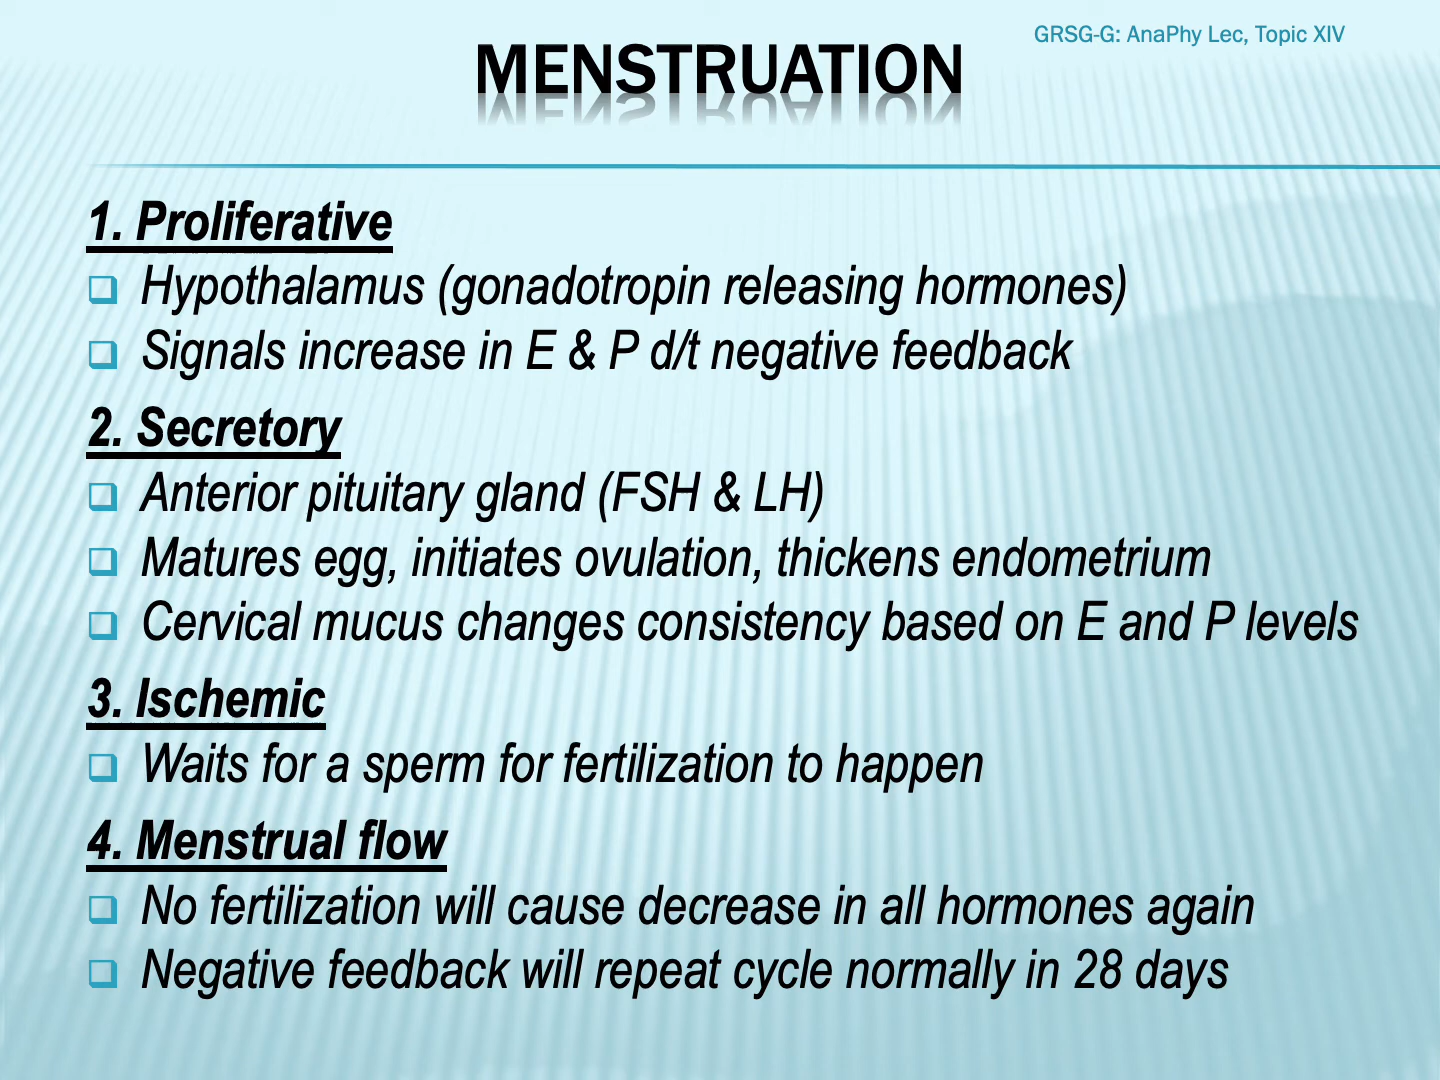 GRSG-G: AnaPhy Lec, Topic XIV
MENSTRUATION
1. Proliferative
Hypothalamus (gonadotropin releasing hormones)
Signals increase in E & P d/t negative feedback
2. Secretory
Anterior pituitary gland (FSH & LH)
Matures egg, initiates ovulation, thickens endometrium
Cervical mucus changes consistency based on E and P levels
3. Ischemic
Waits for a sperm for fertilization to happen
4. Menstrual flow
No fertilization will cause decrease in all hormones again
Negative feedback will repeat cycle normally in 28 days